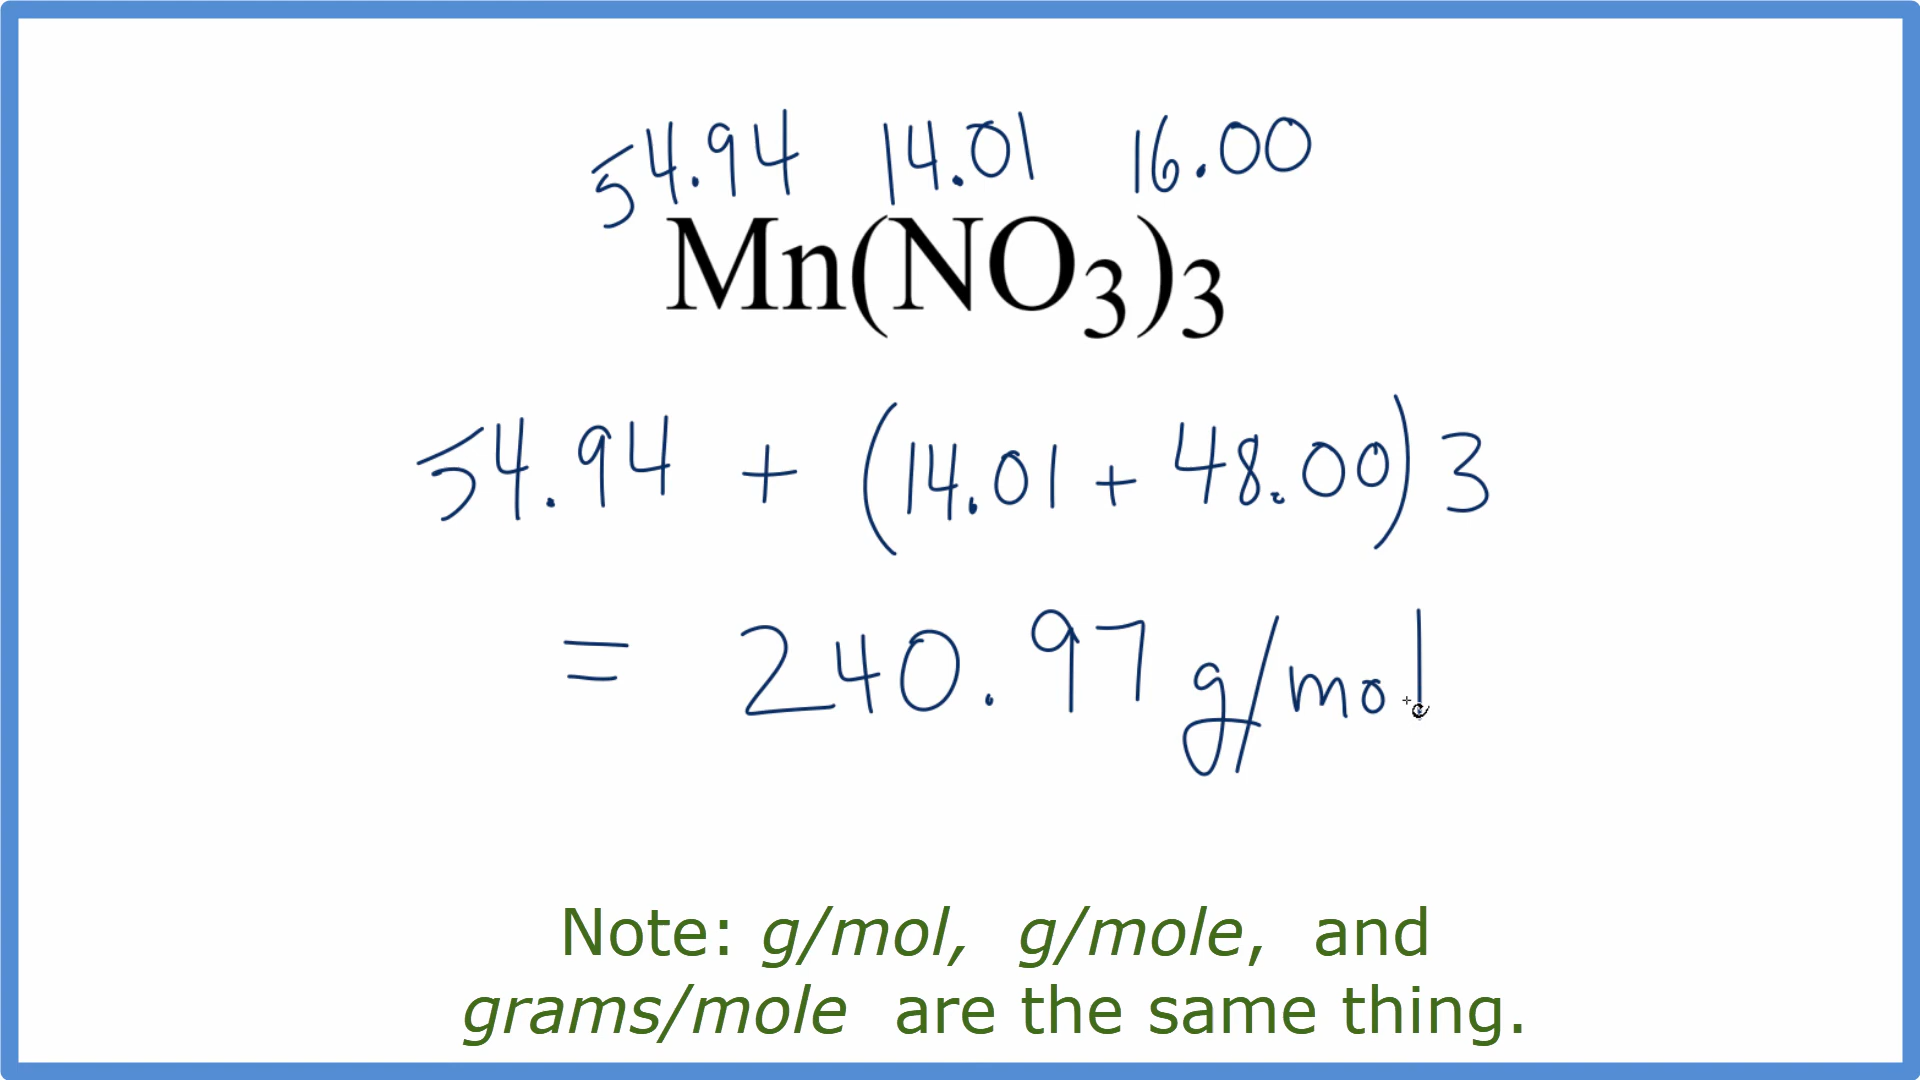 54.94 14.01 16.00
Mn(NO₃)₃
54.94 + (14.01 + 48.00) 3
= 240.97 g/mol
Note: g/mol, g/mole, and
grams/mole are the same thing.